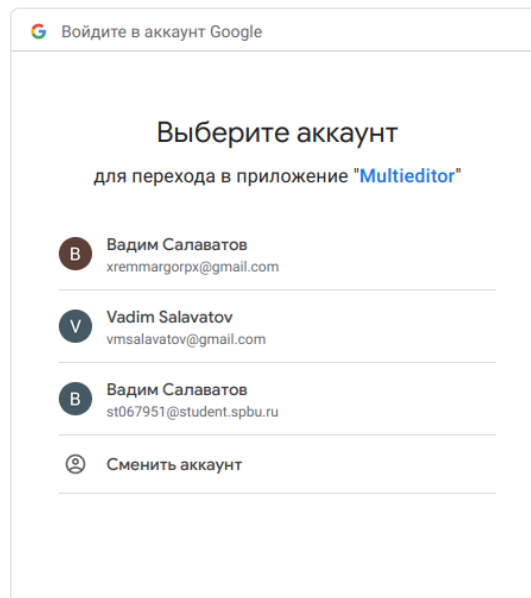 Войдите в аккаунт Google
Выберите аккаунт
для перехода в приложение "Multieditor"
В
Вадим Салаватов
xremmargorpx@gmail.com
V
Vadim Salavatov
vmsalavatov@gmail.com
В
Вадим Салаватов
st067951@student.spbu.ru
Сменить аккаунт